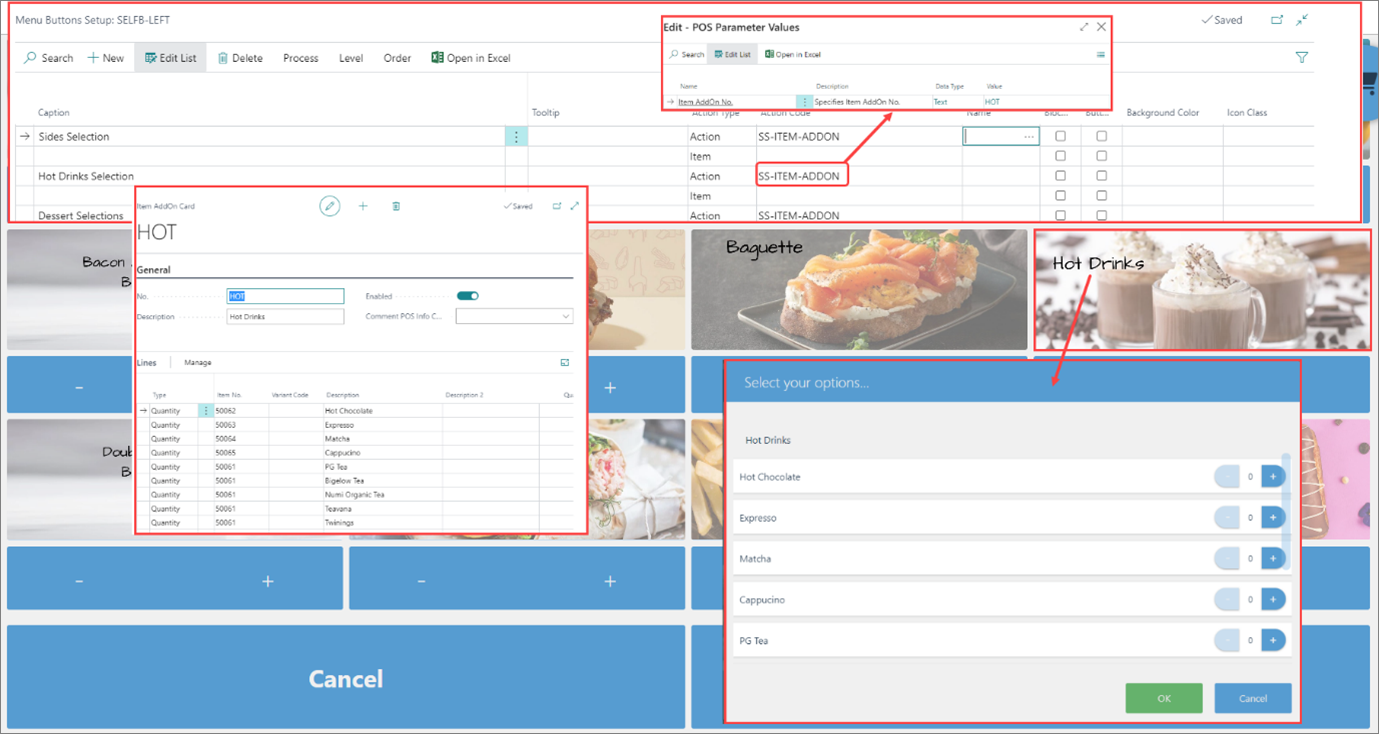 Menu Buttons Setup: SELFB-LEFT
Saved
Search New Edit List Delete Process Level Order Open in Excel
Edit - POS Parameter Values
Search Edit List Open in Excel
Name Description Data Type Value
Item AddOn No. Specifies Item AddOn No. Text HOT
Caption Tooltip Action Type Action Code Name Bloc... Butt... Background Color Icon Class
Sides Selection Action SS-ITEM-ADDON
Item
Hot Drinks Selection Action SS-ITEM-ADDON
Item
Dessert Selections Action SS-ITEM-ADDON
Item AddOn Card
Saved
HOT
General
No. HOT Enabled
Description Hot Drinks Comment POS Info C...
Lines Manage
Type Item No. Variant Code Description Description 2 Qu
Quantity 50062 Hot Chocolate
Quantity 50063 Expresso
Quantity 50064 Matcha
Quantity 50065 Cappucino
Quantity 50061 PG Tea
Quantity 50061 Bigelow Tea
Quantity 50061 Numi Organic Tea
Quantity 50061 Teavana
Quantity 50061 Twinings
Bacon
B
Baguette
Hot Drinks
- +
Doub
B
Select your options...
Hot Drinks
Hot Chocolate - 0 +
Expresso - 0 +
Matcha - 0 +
Cappucino - 0 +
PG Tea - 0 +
OK Cancel
- + - +
Cancel